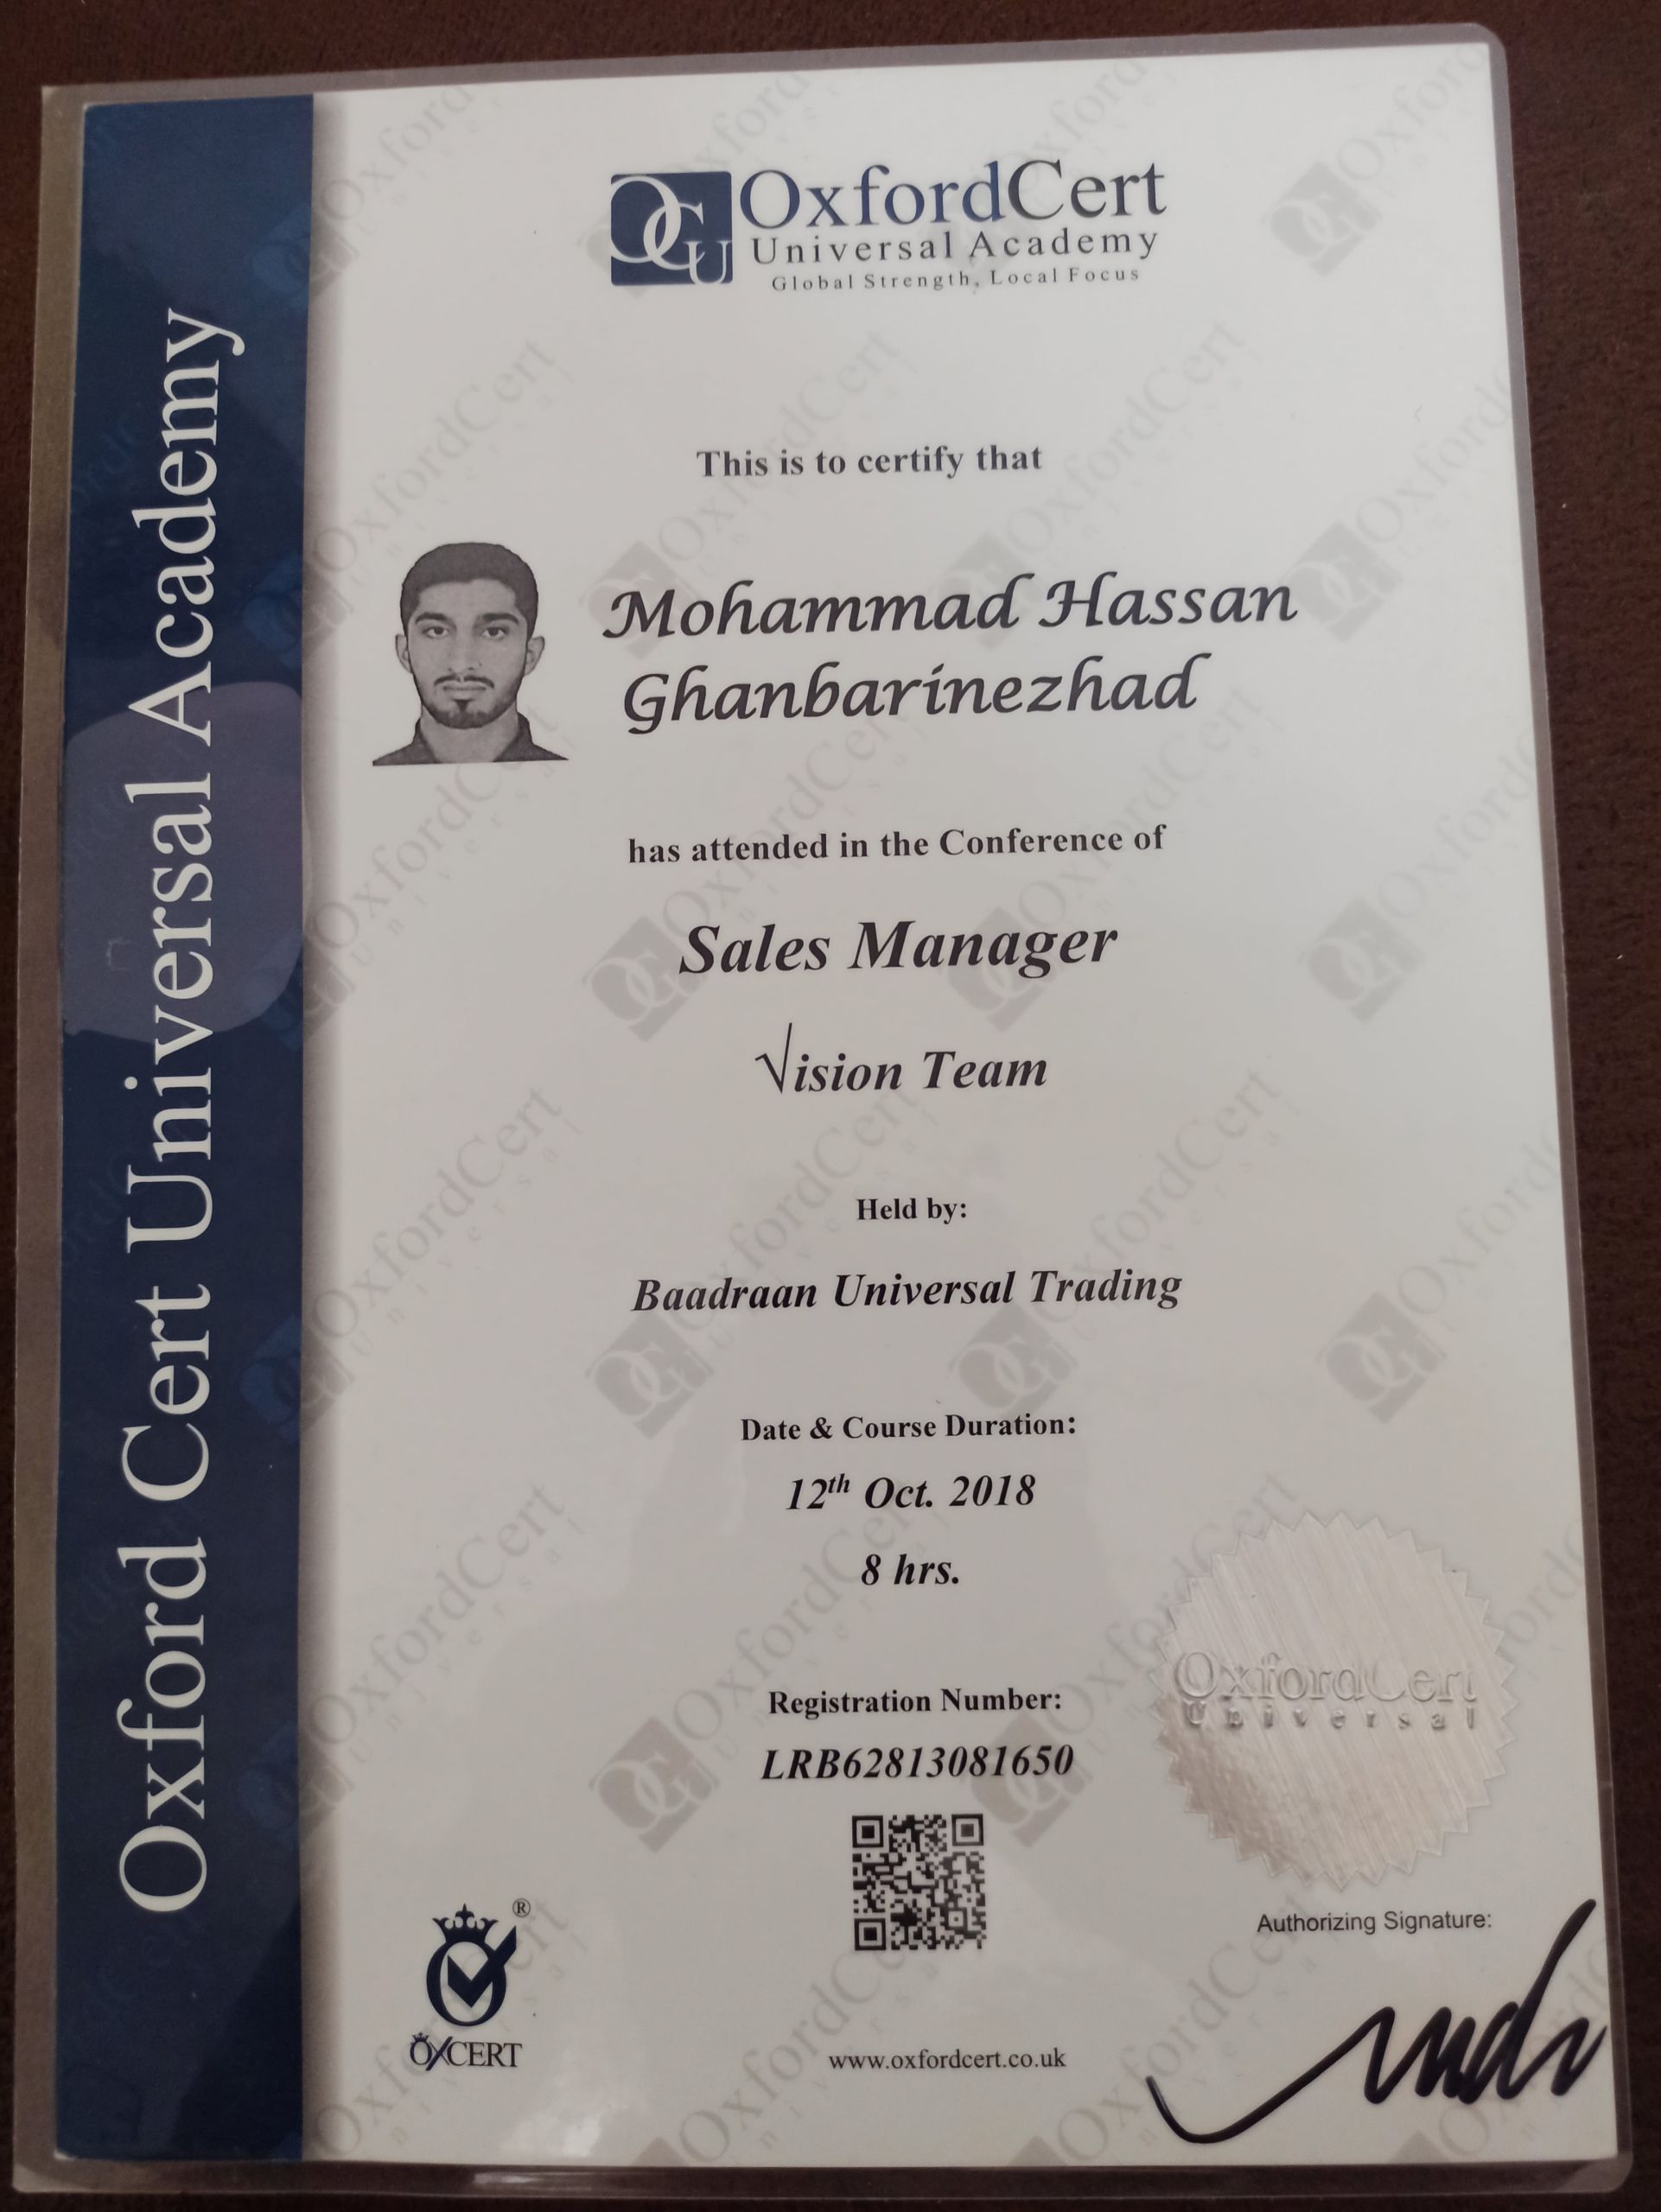 Oxford Cert Universal Academy
OCU
OxfordCert
Universal Academy
Global Strength, Local Focus
This is to certify that
Mohammad Hassan
Ghanbarinezhad
has attended in the Conference of
Sales Manager
Vision Team
Held by:
Baadraan Universal Trading
Date & Course Duration:
12th Oct. 2018
8 hrs.
Registration Number:
LRB62813081650
OxfordCert
Universal
Authorizing Signature:
®
OXCERT
www.oxfordcert.co.uk